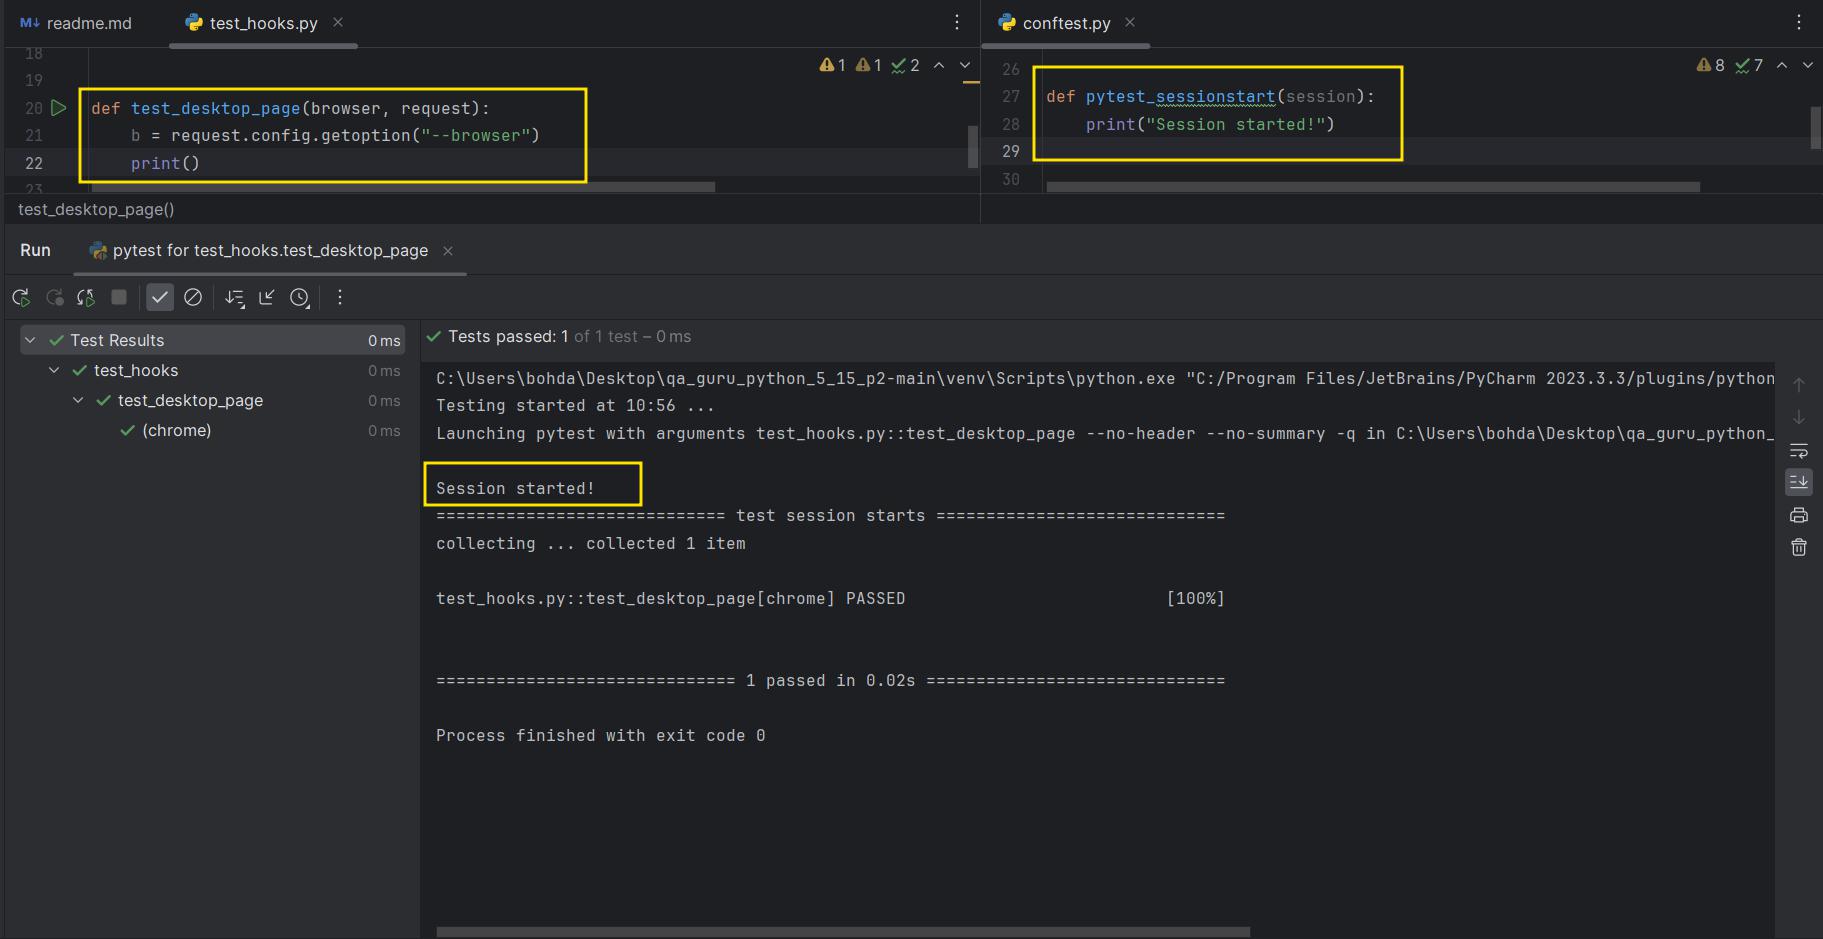 M↓ readme.md
test_hooks.py
18
19
20 def test_desktop_page(browser, request):
21 b = request.config.getoption("--browser")
22 print()
23
1 1 2
test_desktop_page()
conftest.py
26
27 def pytest_sessionstart(session):
28 print("Session started!")
29
30
8 7
Run pytest for test_hooks.test_desktop_page
Test Results 0 ms
test_hooks 0 ms
test_desktop_page 0 ms
(chrome) 0 ms
Tests passed: 1 of 1 test – 0 ms
C:\Users\bohda\Desktop\qa_guru_python_5_15_p2-main\venv\Scripts\python.exe "C:/Program Files/JetBrains/PyCharm 2023.3.3/plugins/python
Testing started at 10:56 ...
Launching pytest with arguments test_hooks.py::test_desktop_page --no-header --no-summary -q in C:\Users\bohda\Desktop\qa_guru_python_
Session started!
============================= test session starts =============================
collecting ... collected 1 item
test_hooks.py::test_desktop_page[chrome] PASSED [100%]
============================== 1 passed in 0.02s ==============================
Process finished with exit code 0